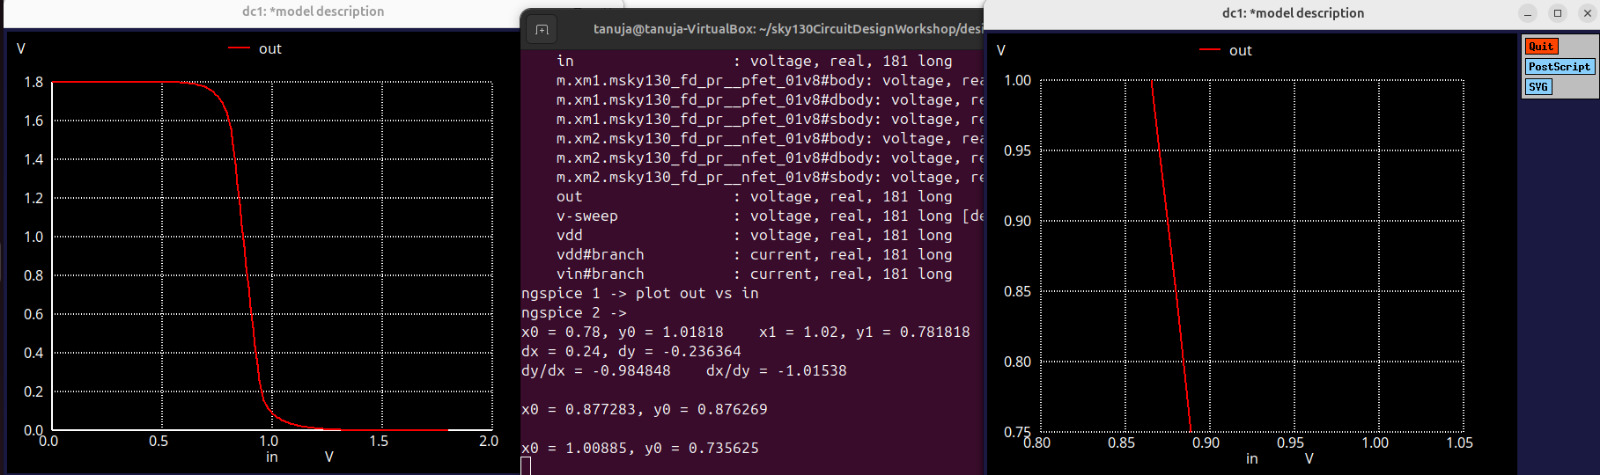 dc1: *model description
V
out
1.8
1.6
1.4
1.2
1.0
0.8
0.6
0.4
0.2
0.0
0.0 0.5 1.0 1.5 2.0
in V
tanuja@tanuja-VirtualBox: ~/sky130CircuitDesignWorkshop/desi
in : voltage, real, 181 long
m.xm1.msky130_fd_pr__pfet_01v8#body: voltage, rea
m.xm1.msky130_fd_pr__pfet_01v8#dbody: voltage, re
m.xm1.msky130_fd_pr__pfet_01v8#sbody: voltage, re
m.xm2.msky130_fd_pr__nfet_01v8#body: voltage, rea
m.xm2.msky130_fd_pr__nfet_01v8#dbody: voltage, re
m.xm2.msky130_fd_pr__nfet_01v8#sbody: voltage, re
out : voltage, real, 181 long
v-sweep : voltage, real, 181 long [de
vdd : voltage, real, 181 long
vdd#branch : current, real, 181 long
vin#branch : current, real, 181 long
ngspice 1 -> plot out vs in
ngspice 2 ->
x0 = 0.78, y0 = 1.01818 x1 = 1.02, y1 = 0.781818
dx = 0.24, dy = -0.236364
dy/dx = -0.984848 dx/dy = -1.01538
x0 = 0.877283, y0 = 0.876269
x0 = 1.00885, y0 = 0.735625
dc1: *model description
V
out
Quit
PostScript
SVG
1.00
0.95
0.90
0.85
0.80
0.75
0.80 0.85 0.90 0.95 1.00 1.05
in V